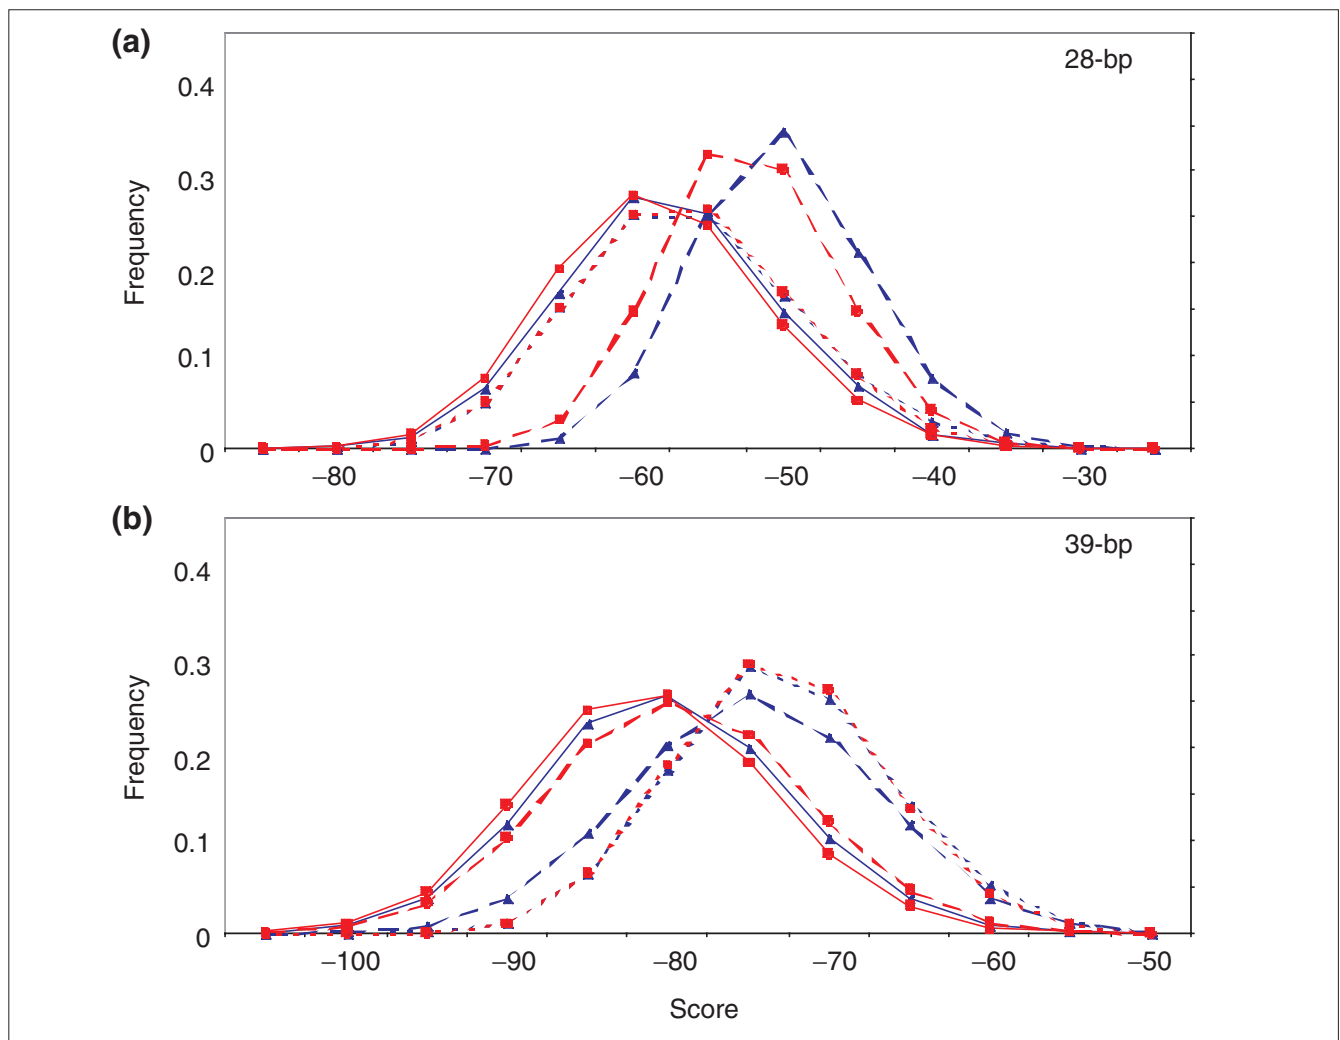 (a)
28-bp
0.4
0.3
0.2
0.1
0
Frequency
–80 –70 –60 –50 –40 –30
(b)
39-bp
0.4
0.3
0.2
0.1
0
Frequency
–100 –90 –80 –70 –60 –50
Score